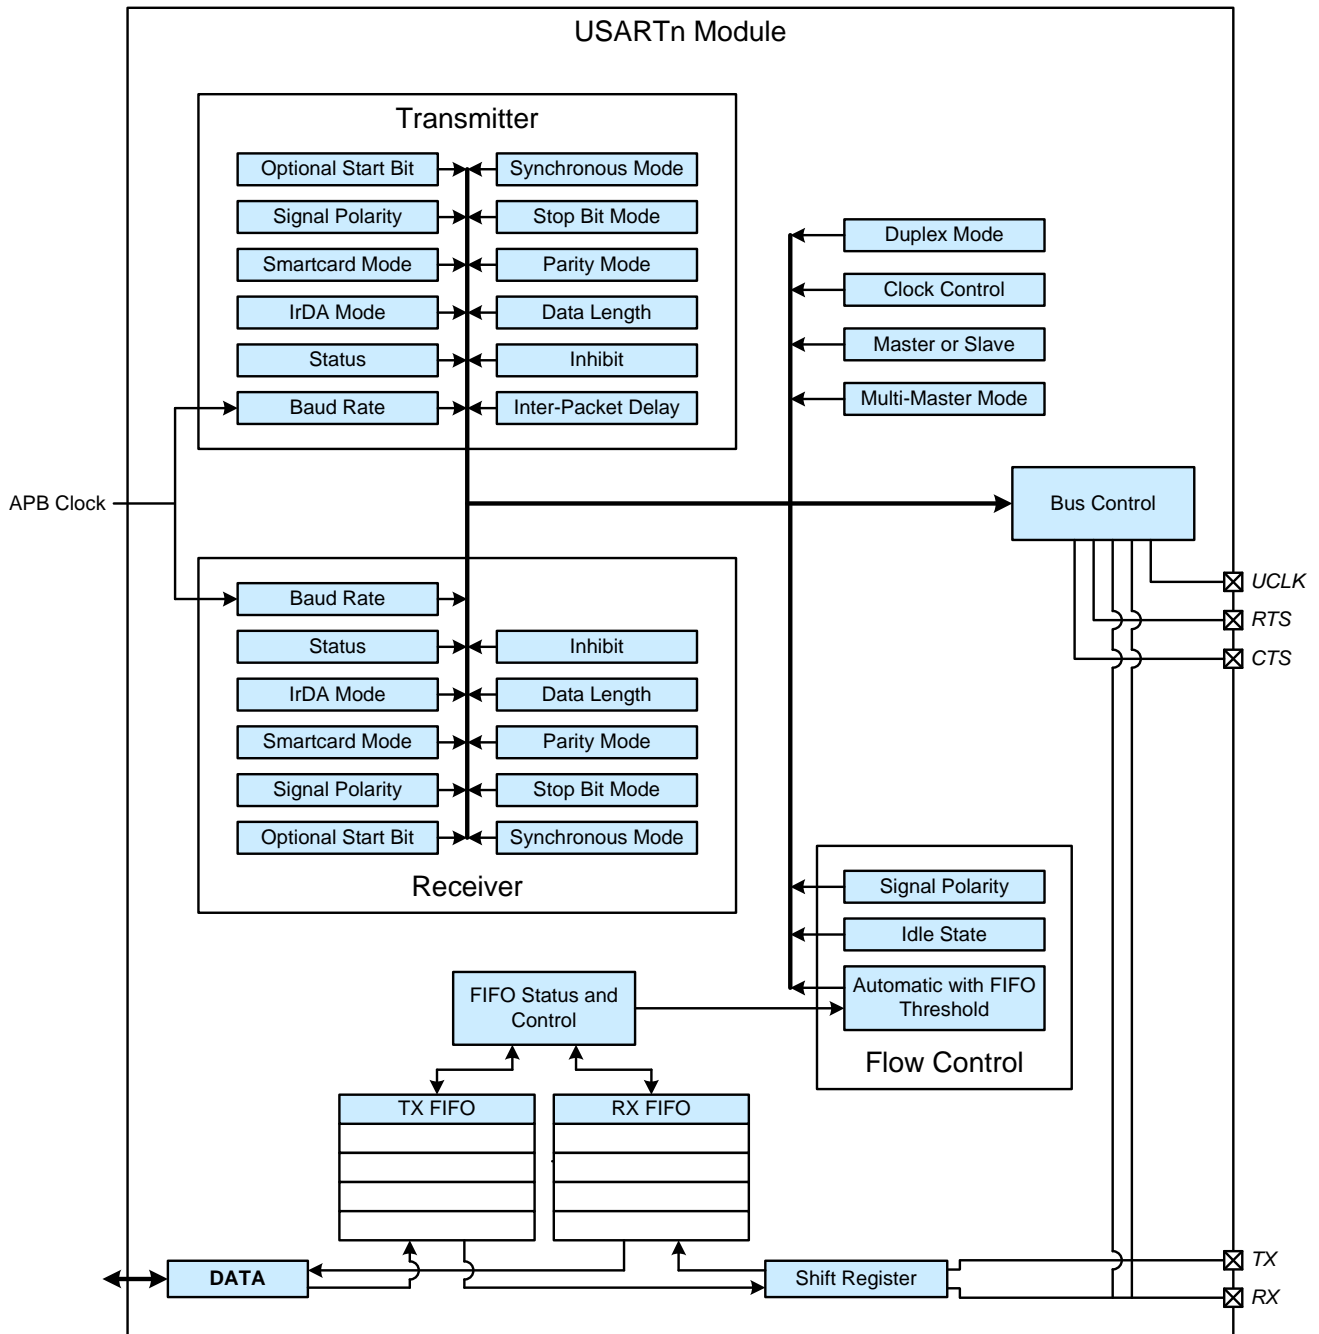 USARTn Module
Transmitter
Optional Start Bit
Synchronous Mode
Signal Polarity
Stop Bit Mode
Smartcard Mode
Parity Mode
IrDA Mode
Data Length
Status
Inhibit
Baud Rate
Inter-Packet Delay
Duplex Mode
Clock Control
Master or Slave
Multi-Master Mode
APB Clock
Bus Control
UCLK
RTS
CTS
Baud Rate
Status
Inhibit
IrDA Mode
Data Length
Smartcard Mode
Parity Mode
Signal Polarity
Stop Bit Mode
Optional Start Bit
Synchronous Mode
Receiver
Signal Polarity
Idle State
Automatic with FIFO
Threshold
Flow Control
FIFO Status and
Control
TX FIFO
RX FIFO
DATA
Shift Register
TX
RX